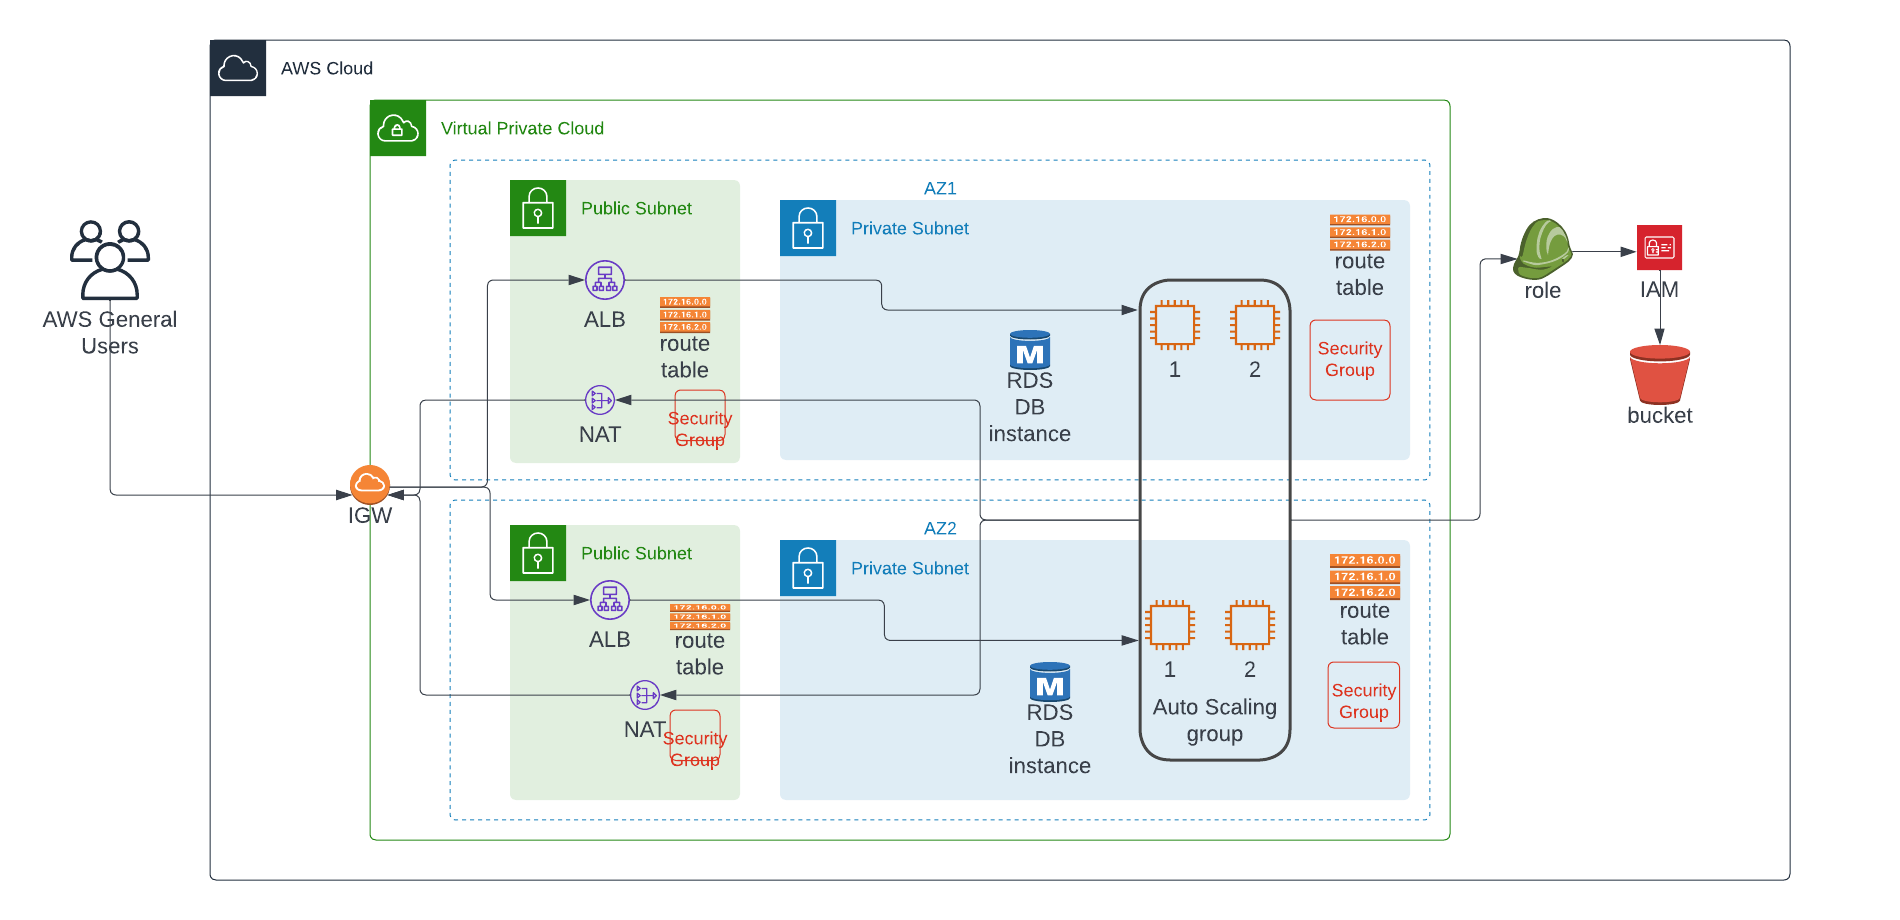 AWS Cloud
Virtual Private Cloud
AZ1
Public Subnet
Private Subnet
172.16.0.0
172.16.1.0
172.16.2.0
route
table
ALB
172.16.0.0
172.16.1.0
172.16.2.0
route
table
NAT
Security
Group
RDS
DB
instance
1
2
Security
Group
AWS General
Users
IGW
role
IAM
bucket
AZ2
Public Subnet
Private Subnet
172.16.0.0
172.16.1.0
172.16.2.0
route
table
ALB
172.16.0.0
172.16.1.0
172.16.2.0
route
table
NAT
Security
Group
RDS
DB
instance
1
2
Auto Scaling
group
Security
Group